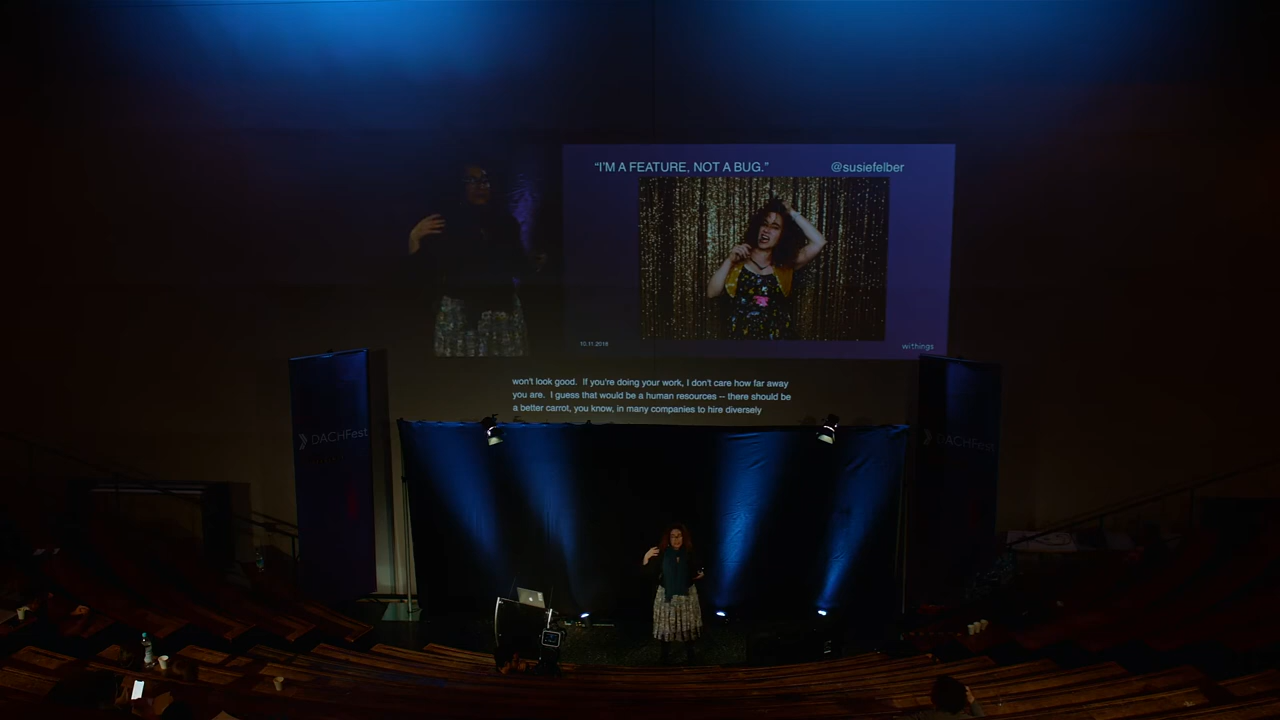 “I’M A FEATURE, NOT A BUG.”
@susiefelber
10.11.2018
withings
won't look good. If you're doing your work, I don't care how far away
you are. I guess that would be a human resources -- there should be
a better carrot, you know, in many companies to hire diversely
DACHFest
DACHFest